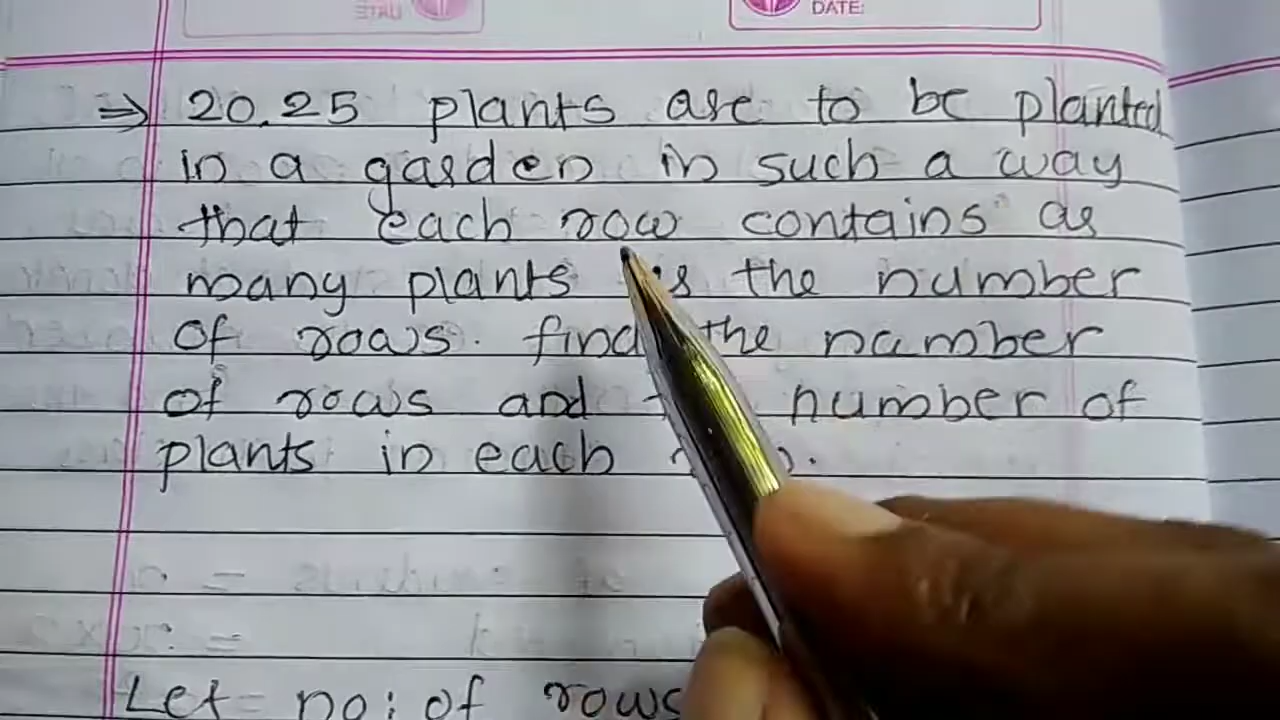 DATE
DATE:
⇒ 20.25 plants are to be planted
in a garden in such a way
that each row contains as
many plants as the number
of rows. find the number
of rows and number of
plants in each
Let no: of rows